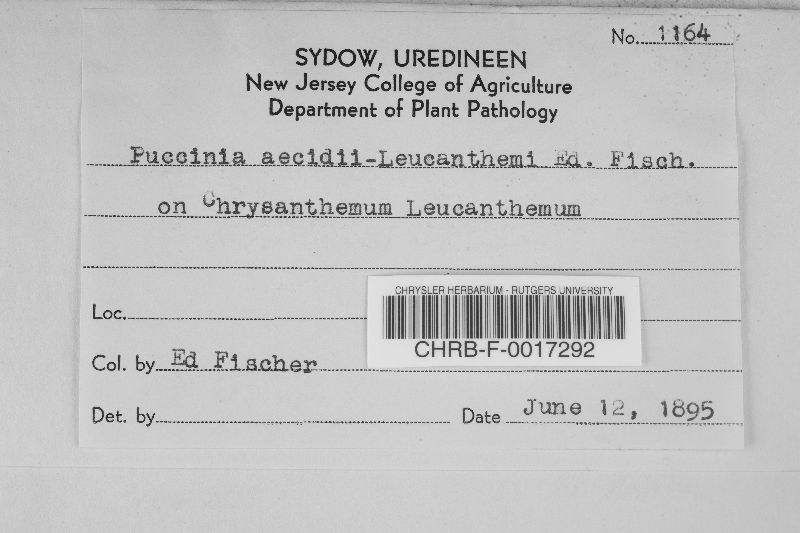 No. 1164
SYDOW, UREDINEEN
New Jersey College of Agriculture
Department of Plant Pathology
Puccinia aecidii-Leucanthemi Ed. Fisch.
on Chrysanthemum Leucanthemum
Loc.
CHRYSLER HERBARIUM - RUTGERS UNIVERSITY
CHRB-F-0017292
Col. by Ed Fischer
Det. by
Date June 12, 1895